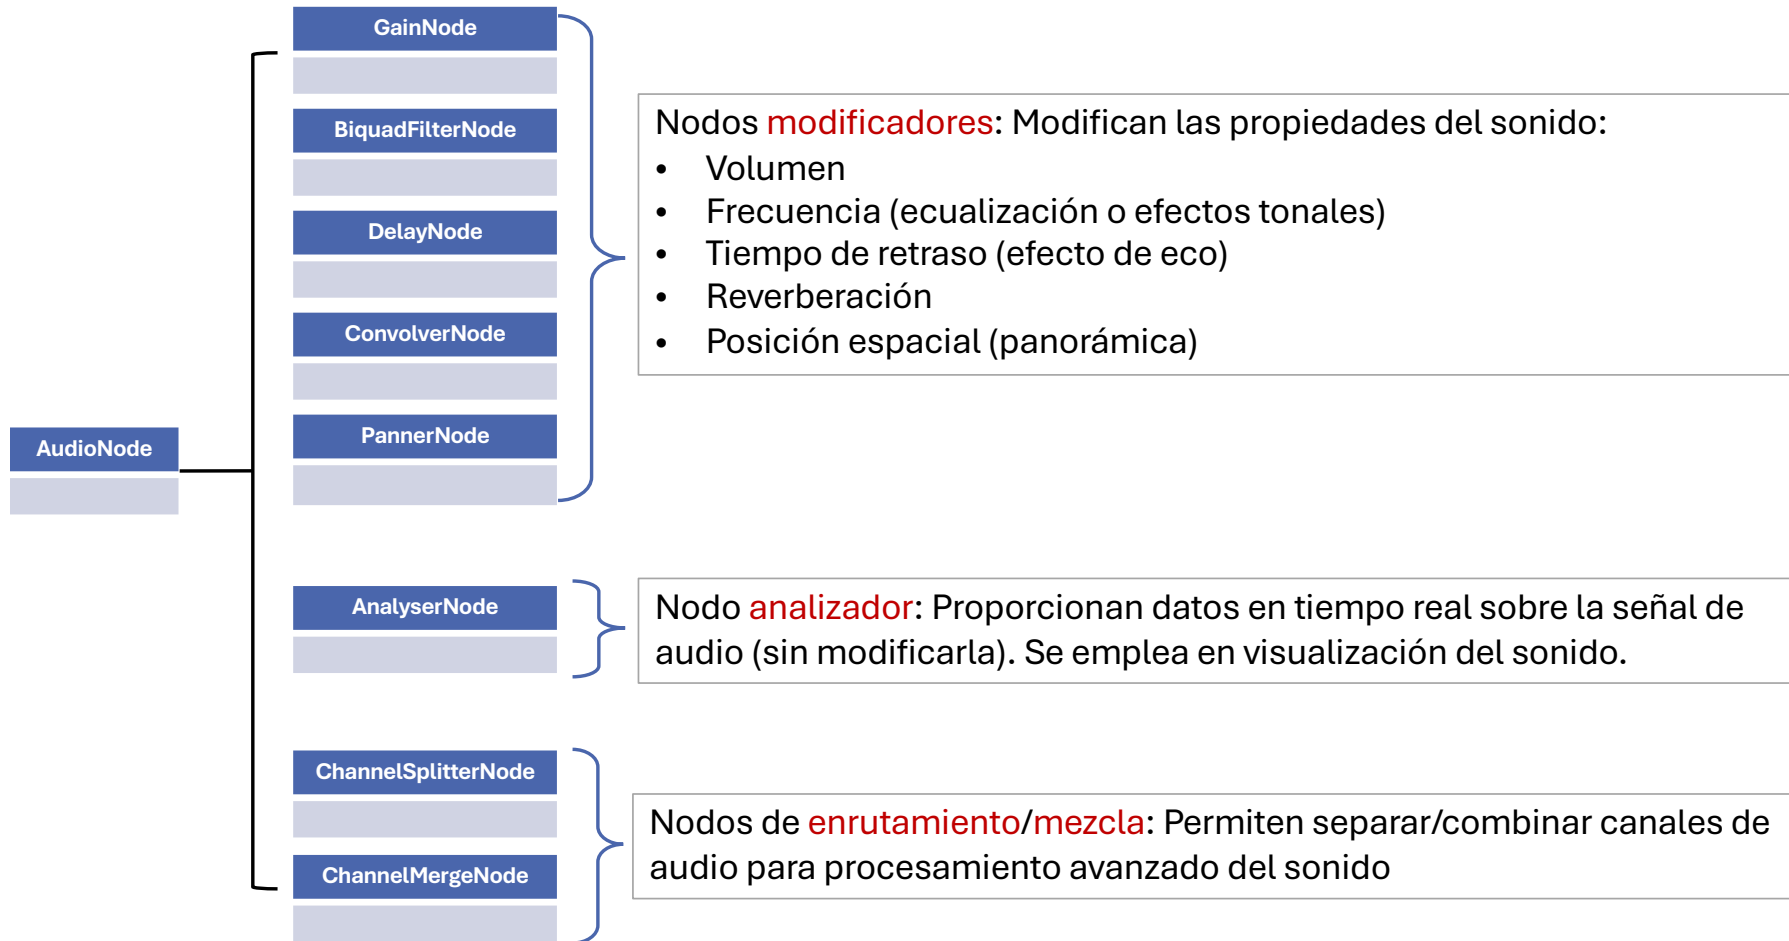 GainNode
BiquadFilterNode
DelayNode
ConvolverNode
PannerNode
Nodos modificadores: Modifican las propiedades del sonido:
• Volumen
• Frecuencia (ecualización o efectos tonales)
• Tiempo de retraso (efecto de eco)
• Reverberación
• Posición espacial (panorámica)
AudioNode
AnalyserNode
Nodo analizador: Proporcionan datos en tiempo real sobre la señal de
audio (sin modificarla). Se emplea en visualización del sonido.
ChannelSplitterNode
ChannelMergeNode
Nodos de enrutamiento/mezcla: Permiten separar/combinar canales de
audio para procesamiento avanzado del sonido